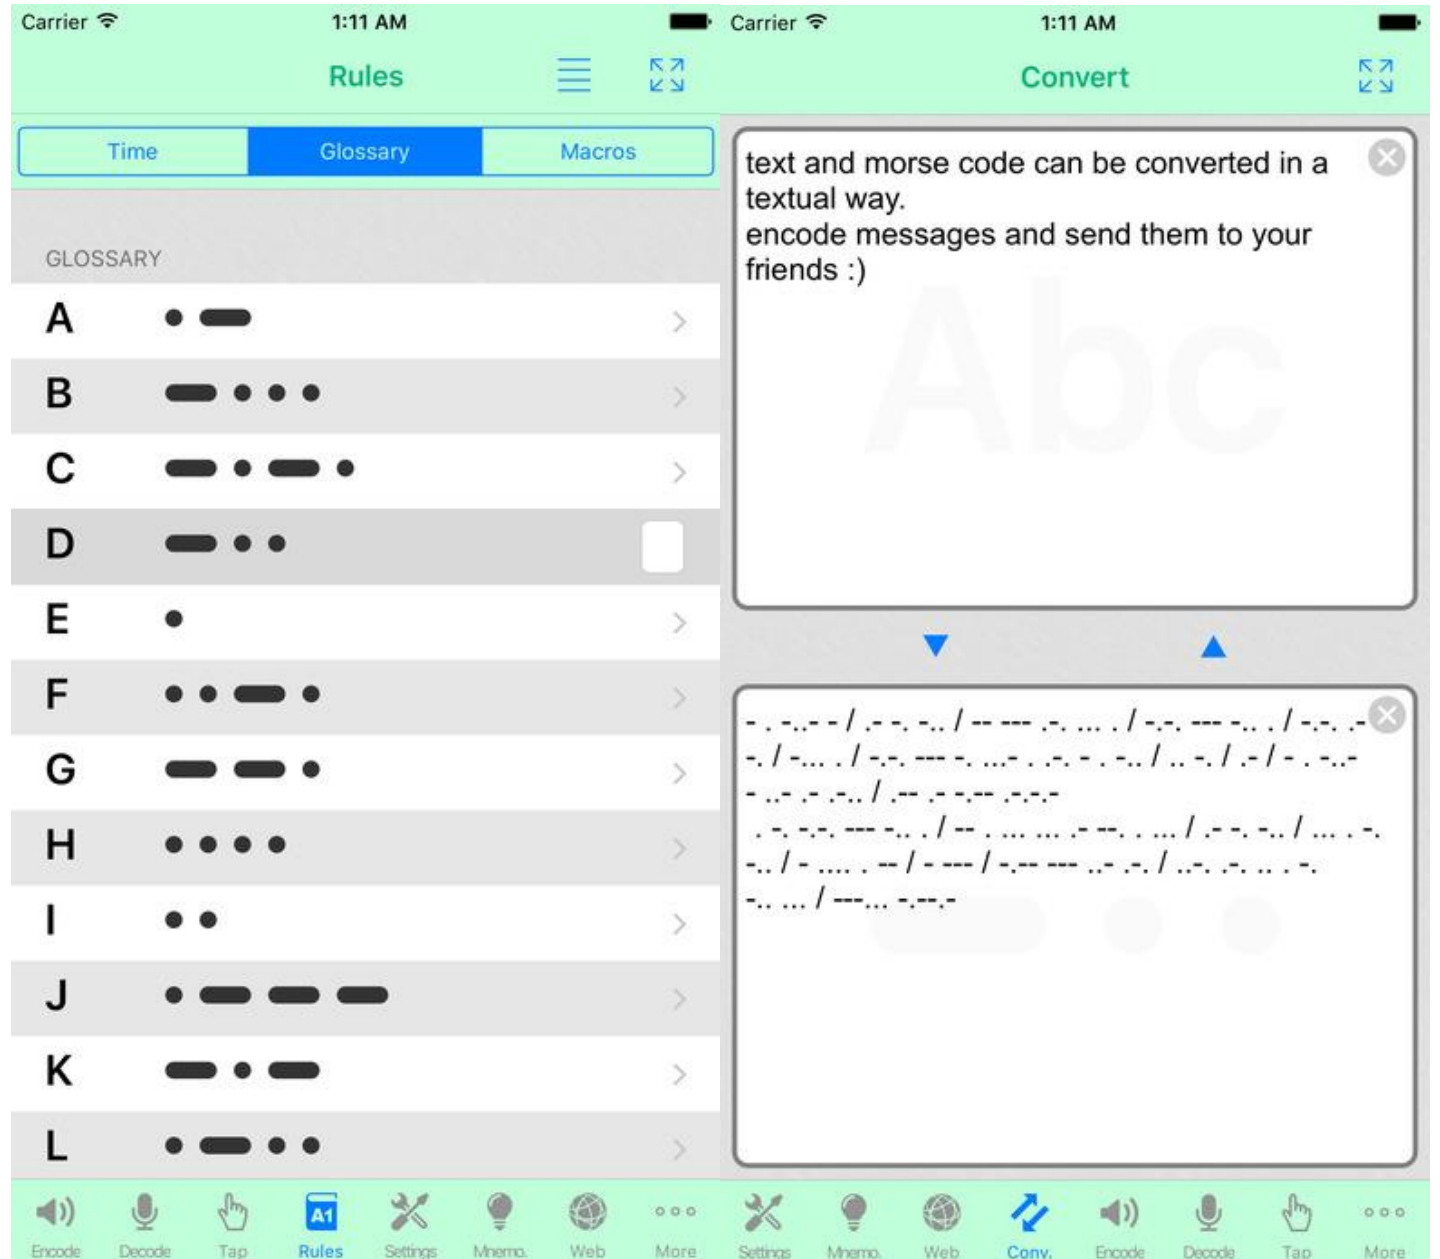 Carrier 1:11 AM
Rules
Time Glossary Macros
GLOSSARY
A • —
B — • • •
C — • — •
D — • •
E •
F • • — •
G — — •
H • • • •
I • •
J • — — —
K — • —
L • — • •
Encode Decode Tap Rules Settings Mnemo. Web More
Carrier 1:11 AM
Convert
text and morse code can be converted in a
textual way.
encode messages and send them to your
friends :)
Abc
- . -..- - / .- -. -.. / -- --- .-. ... . / -.-. --- -.. . / -.-. .-
-. / -... . / -.-. --- -. ...- . .-. - . -.. / .. -. / .- / - . -..-
- ..- .- .-.. / .-- .- -.-- .-.-.-
. -. -.-. --- -.. . / -- . ... ... .- --. . ... / .- -. -.. / ... . -.
-.. / - .... . -- / - --- / -.-- --- ..- .-. / ..-. .-. .. . -.
-.. ... / ---... -.--.-
Settings Mnemo. Web Conv. Encode Decode Tap More